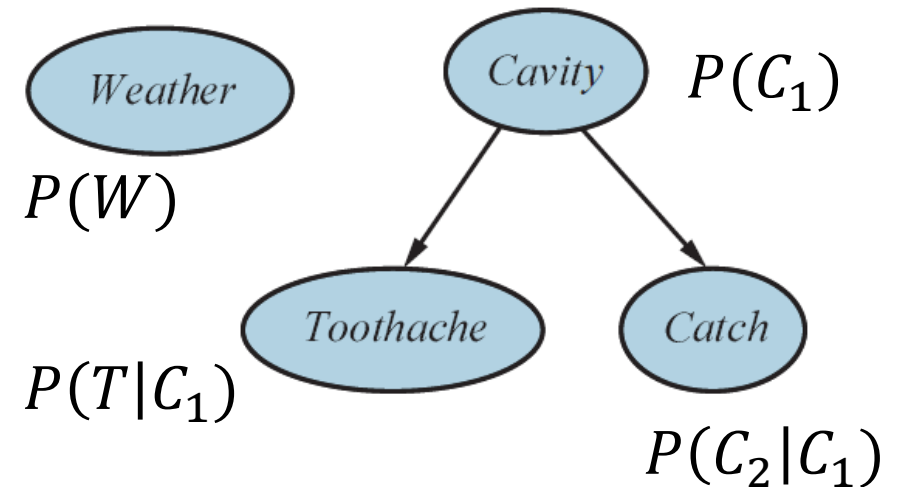 Weather
Cavity
P(C₁)
P(W)
Toothache
Catch
P(T|C₁)
P(C₂|C₁)